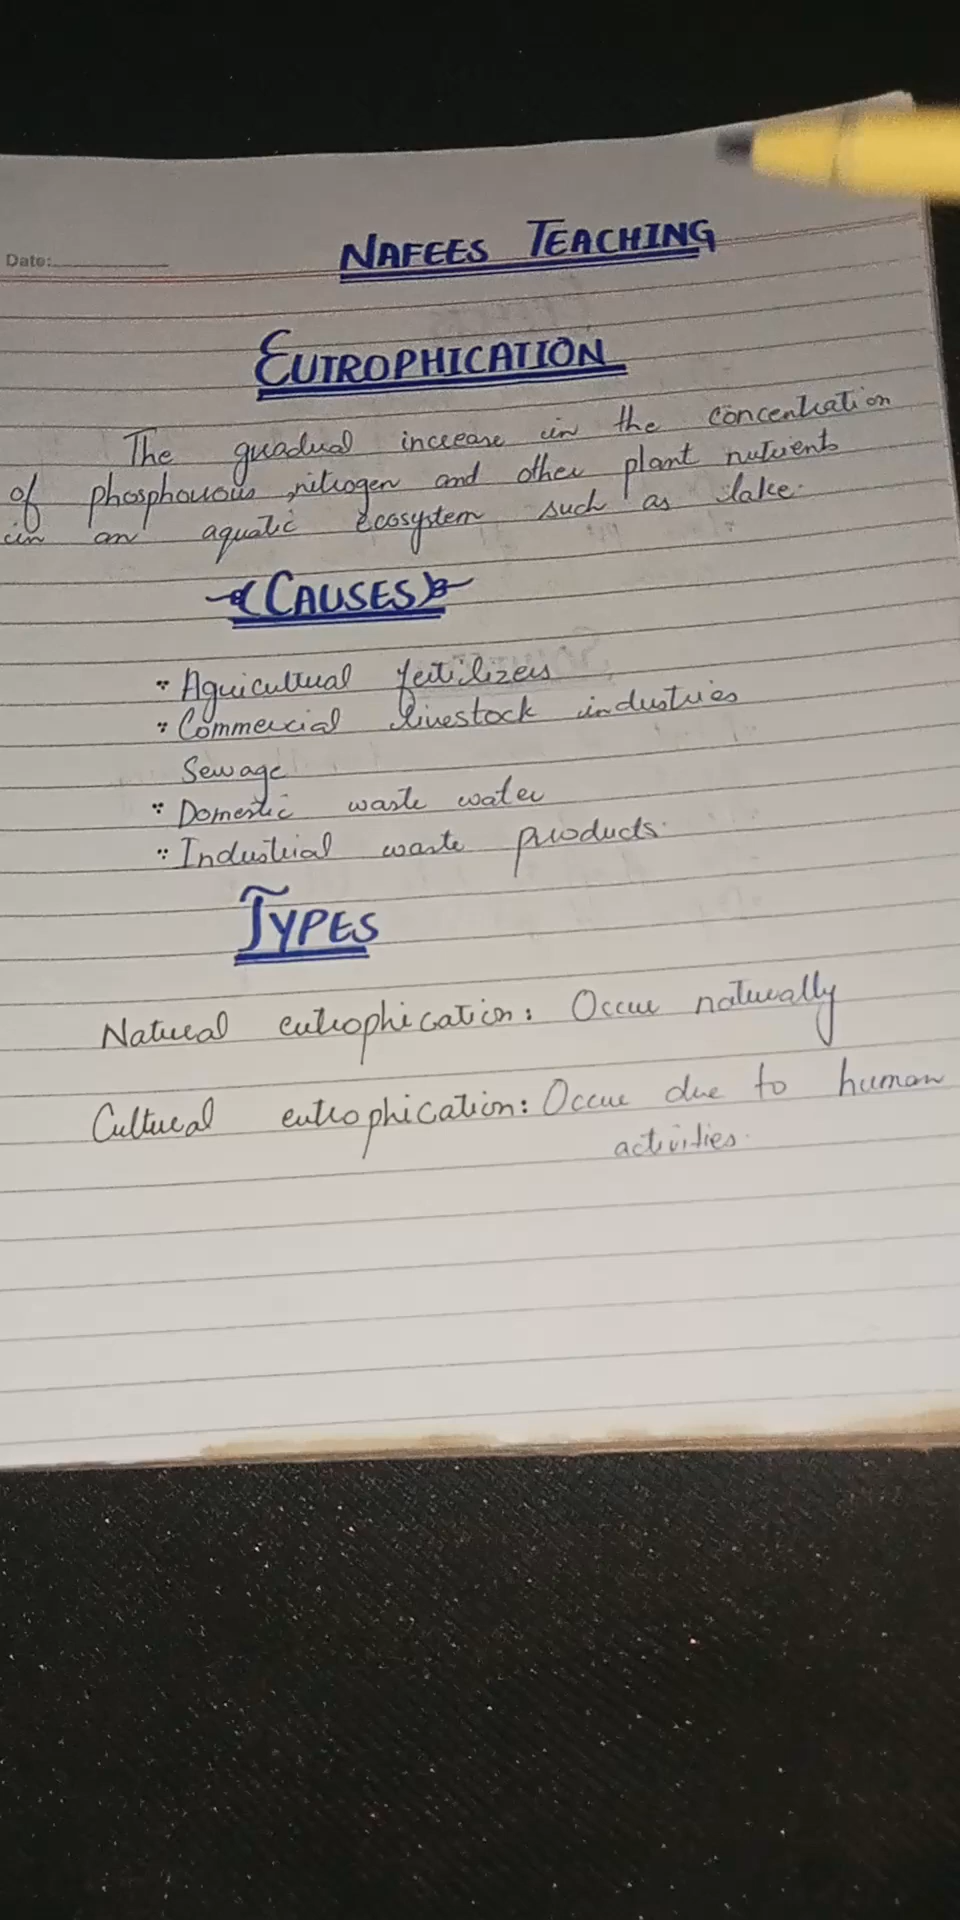 Date:
NAFEES TEACHING
EUTROPHICATION
The gradual increase in the concentration
of phosphorous, nitrogen and other plant nutrients
in an aquatic ecosystem such as lake.
CAUSES
Agricultural fertilizers
Commercial livestock industries
Sewage
Domestic waste water
Industrial waste products.
TYPES
Natural eutrophication: Occur naturally
Cultural eutrophication: Occur due to human
activities.